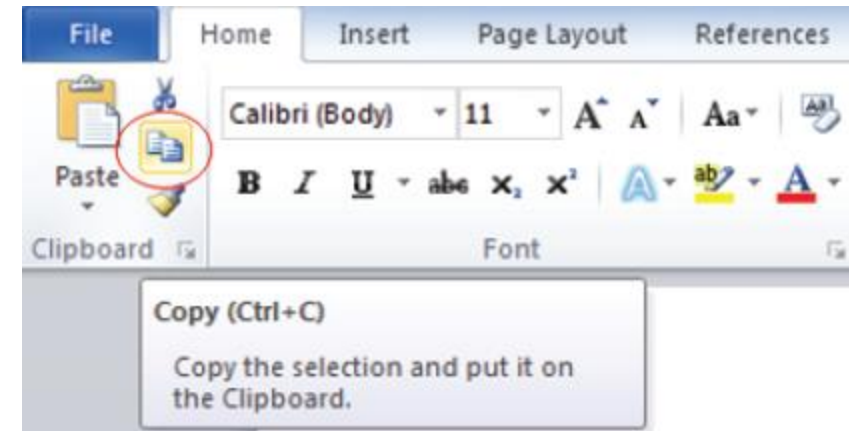 File Home Insert Page Layout References
Calibri (Body) 11 A A Aa Aa
Paste B I U abe X₂ X² A ab A
Clipboard Font
Copy (Ctrl+C)
Copy the selection and put it on
the Clipboard.